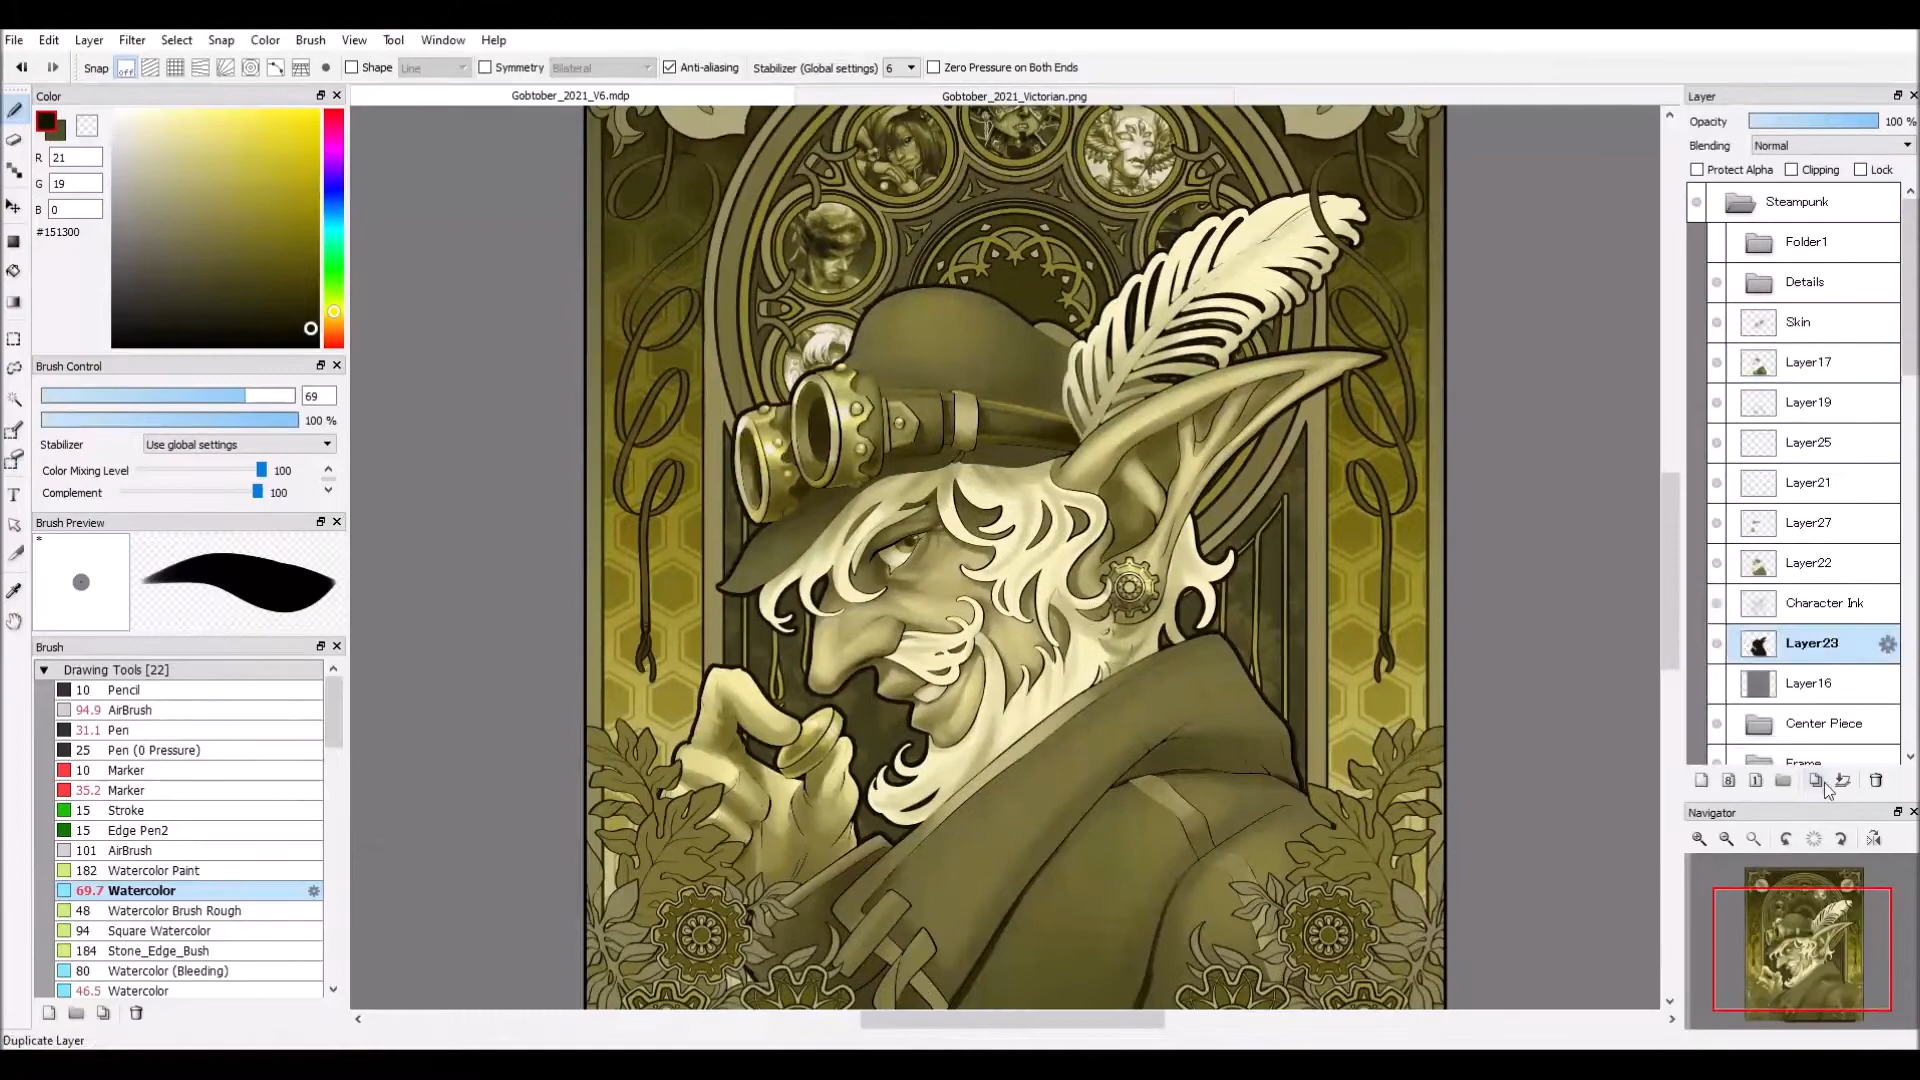 File Edit Layer Filter Select Snap Color Brush View Tool Window Help
Snap off Shape Line Symmetry Bilateral Anti-aliasing Stabilizer (Global settings) 6 Zero Pressure on Both Ends
Color
Gobtober_2021_V6.mdp
Gobtober_2021_Victorian.png
R 21
G 19
B 0
#151300
Brush Control
69
100 %
Stabilizer Use global settings
Color Mixing Level 100
Complement 100
Brush Preview
*
Brush
Drawing Tools [22]
10 Pencil
94.9 AirBrush
31.1 Pen
25 Pen (0 Pressure)
10 Marker
35.2 Marker
15 Stroke
15 Edge Pen2
101 AirBrush
182 Watercolor Paint
69.7 Watercolor
48 Watercolor Brush Rough
94 Square Watercolor
184 Stone_Edge_Bush
80 Watercolor (Bleeding)
46.5 Watercolor
Duplicate Layer
Layer
Opacity 100 %
Blending Normal
Protect Alpha Clipping Lock
Steampunk
Folder1
Details
Skin
Layer17
Layer19
Layer25
Layer21
Layer27
Layer22
Character Ink
Layer23
Layer16
Center Piece
Frame
8 1
Navigator